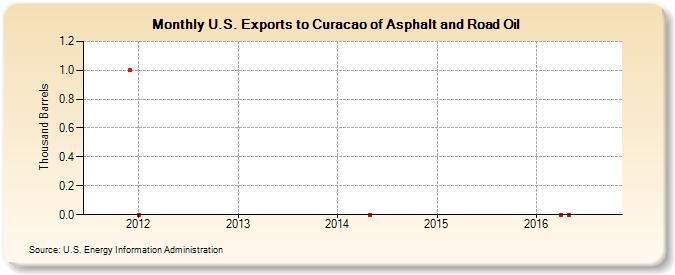 Monthly U.S. Exports to Curacao of Asphalt and Road Oil
Thousand Barrels
1.2
1.0
0.8
0.6
0.4
0.2
0.0
2012 2013 2014 2015 2016
Source: U.S. Energy Information Administration